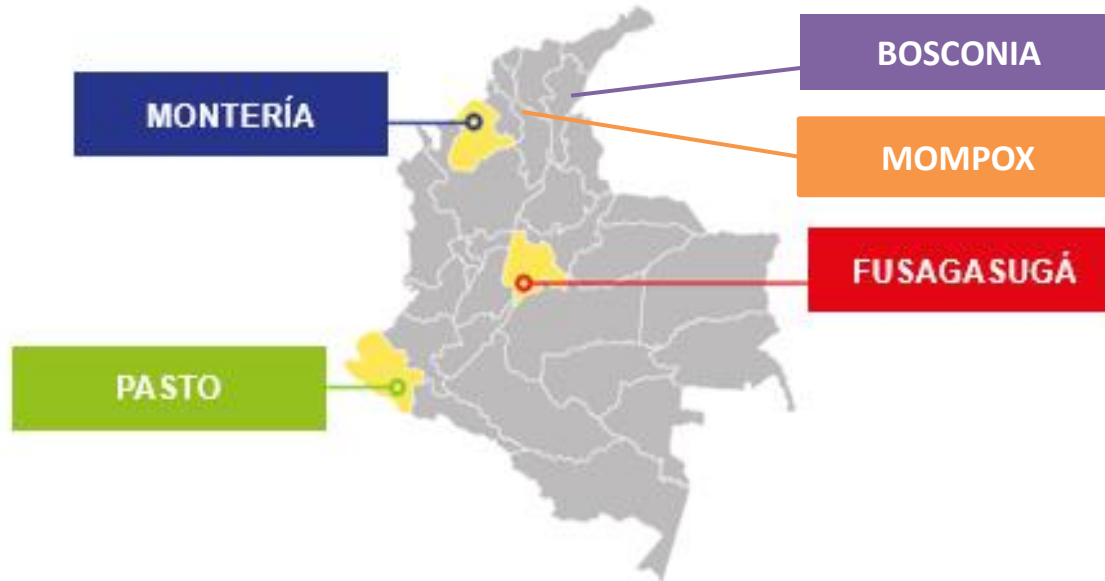 BOSCONIA
MONTERÍA
MOMPOX
FUSAGASUGÁ
PASTO